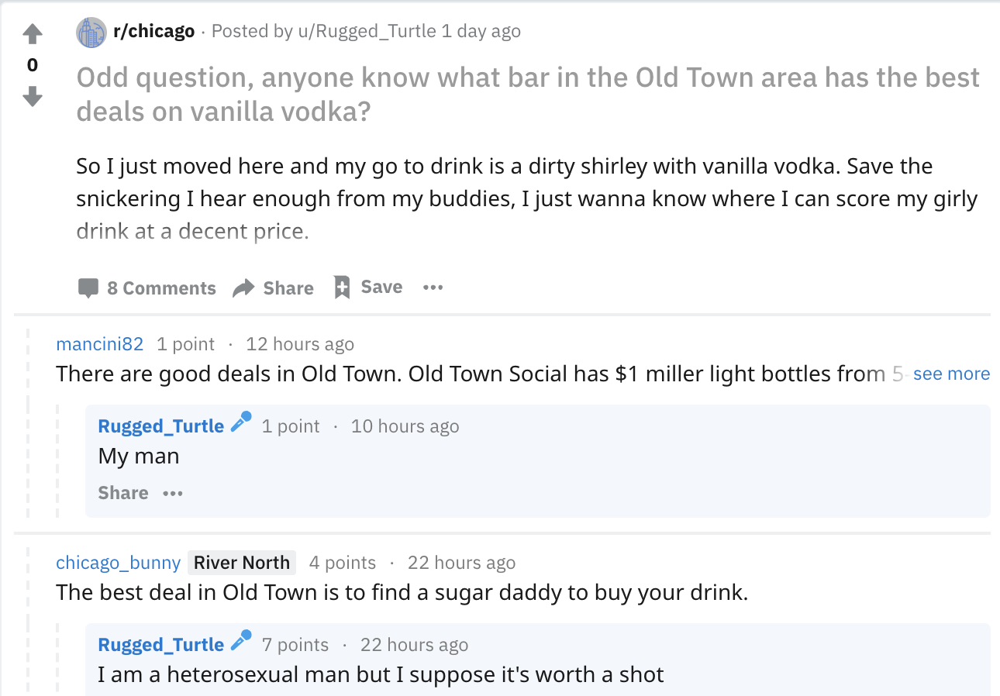 r/chicago · Posted by u/Rugged_Turtle 1 day ago
0
Odd question, anyone know what bar in the Old Town area has the best
deals on vanilla vodka?
So I just moved here and my go to drink is a dirty shirley with vanilla vodka. Save the
snickering I hear enough from my buddies, I just wanna know where I can score my girly
drink at a decent price.
8 Comments Share Save ···
mancini82 1 point · 12 hours ago
There are good deals in Old Town. Old Town Social has $1 miller light bottles from 5- see more
Rugged_Turtle 1 point · 10 hours ago
My man
Share ···
chicago_bunny River North 4 points · 22 hours ago
The best deal in Old Town is to find a sugar daddy to buy your drink.
Rugged_Turtle 7 points · 22 hours ago
I am a heterosexual man but I suppose it's worth a shot